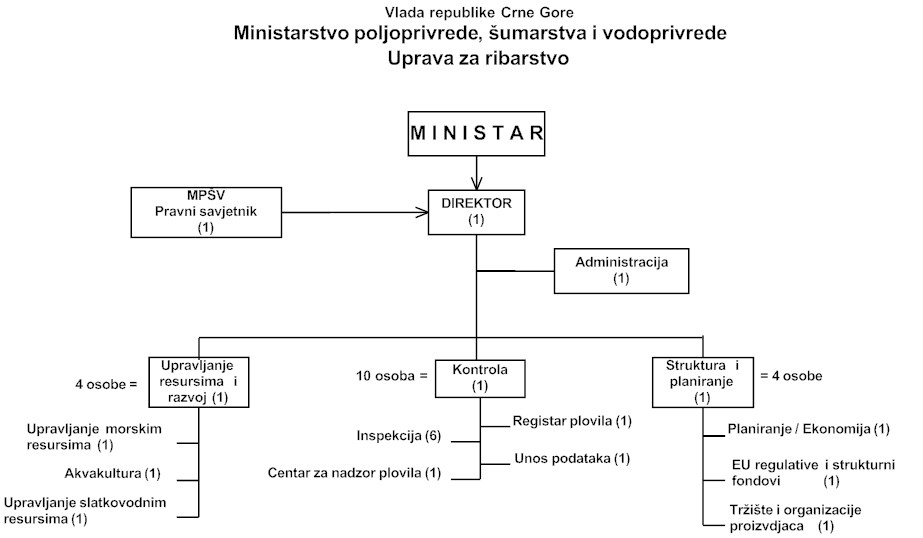 Vlada republike Crne Gore
Ministarstvo poljoprivrede, šumarstva i vodoprivrede
Uprava za ribarstvo
M I N I S T A R
MPŠV
Pravni savjetnik
(1)
DIREKTOR
(1)
Administracija
(1)
4 osobe =
Upravljanje
resursima i
razvoj (1)
10 osoba =
Kontrola
(1)
Struktura i
planiranje
(1)
= 4 osobe
Upravljanje morskim
resursima (1)
Akvakultura (1)
Upravljanje slatkovodnim
resursima (1)
Registar plovila (1)
Inspekcija (6)
Unos podataka (1)
Centar za nadzor plovila (1)
Planiranje / Ekonomija (1)
EU regulative i strukturni
fondovi (1)
Tržište i organizacije
proizvdjaca (1)